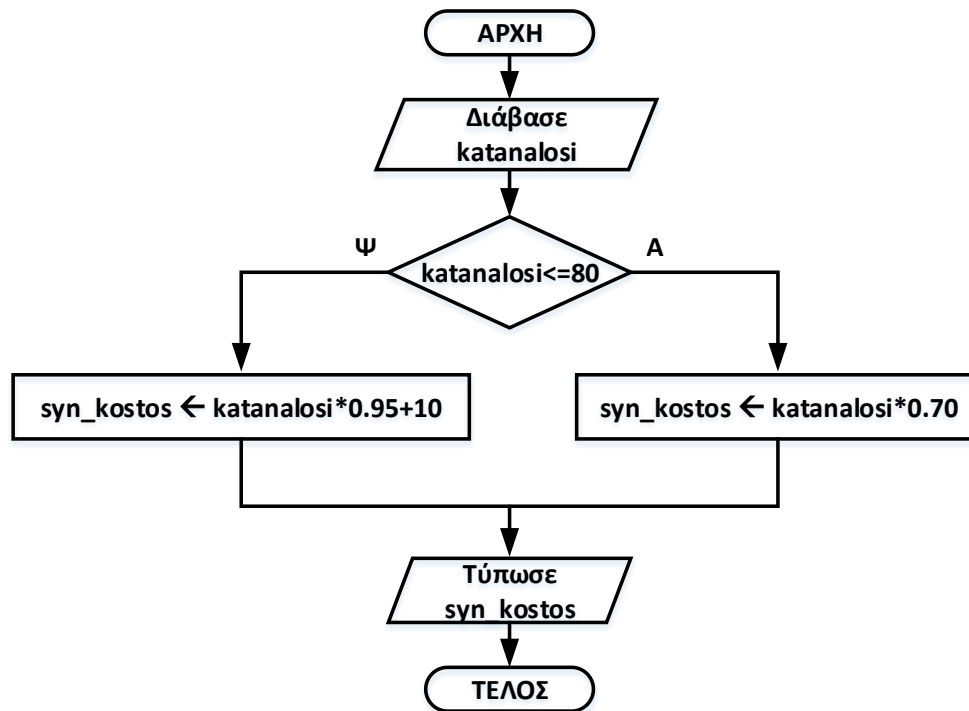 ΑΡΧΗ
Διάβασε
katanalosi
Ψ
Α
katanalosi<=80
syn_kostos ← katanalosi*0.95+10
syn_kostos ← katanalosi*0.70
Τύπωσε
syn_kostos
ΤΕΛΟΣ